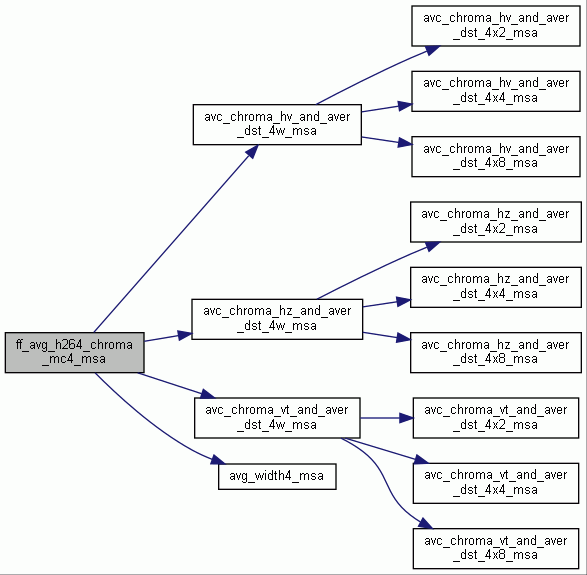 avc_chroma_hv_and_aver
_dst_4x2_msa
avc_chroma_hv_and_aver
_dst_4x4_msa
avc_chroma_hv_and_aver
_dst_4w_msa
avc_chroma_hv_and_aver
_dst_4x8_msa
avc_chroma_hz_and_aver
_dst_4x2_msa
avc_chroma_hz_and_aver
_dst_4x4_msa
avc_chroma_hz_and_aver
_dst_4w_msa
ff_avg_h264_chroma
_mc4_msa
avc_chroma_hz_and_aver
_dst_4x8_msa
avc_chroma_vt_and_aver
_dst_4w_msa
avc_chroma_vt_and_aver
_dst_4x2_msa
avg_width4_msa
avc_chroma_vt_and_aver
_dst_4x4_msa
avc_chroma_vt_and_aver
_dst_4x8_msa